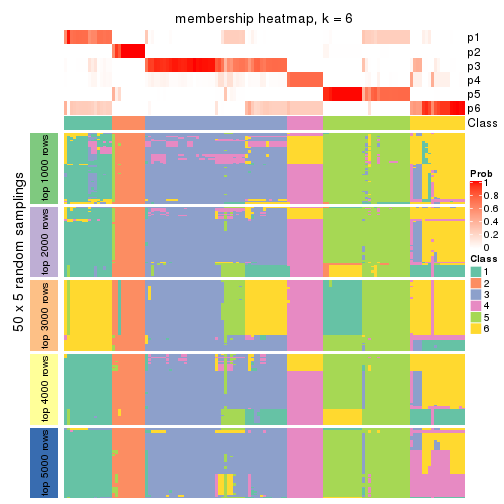 membership heatmap, k = 6
p1
p2
p3
p4
p5
p6
Class
50 x 5 random samplings
top 1000 rows
top 2000 rows
top 3000 rows
top 4000 rows
top 5000 rows
Prob
1
0.8
0.6
0.4
0.2
0
Class
1
2
3
4
5
6